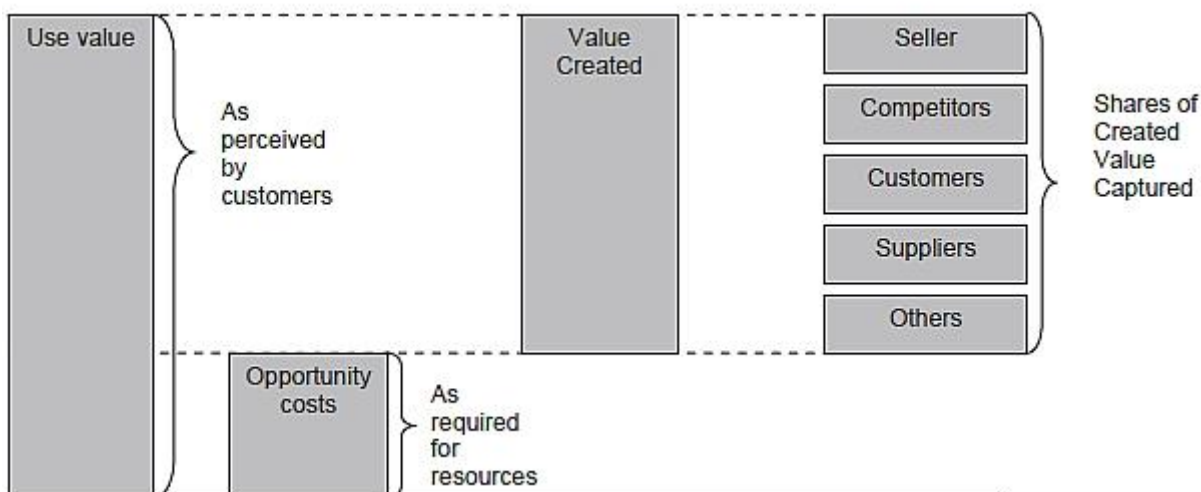 Use value
As
perceived
by
customers
Opportunity
costs
As
required
for
resources
Value
Created
Seller
Competitors
Customers
Suppliers
Others
Shares of
Created
Value
Captured